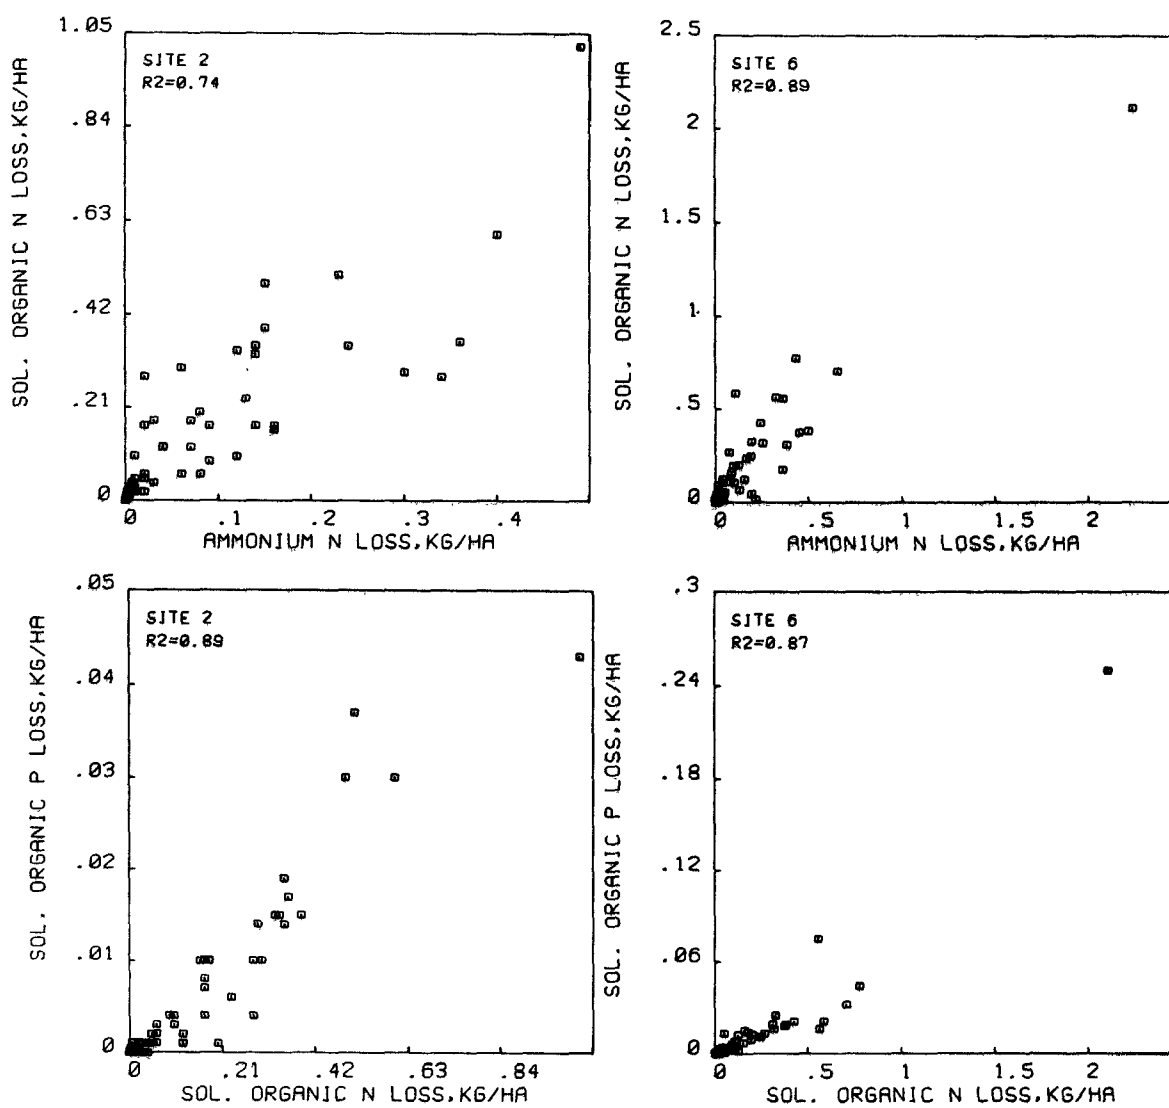 1.05
.84
.63
.42
.21
0
SOL. ORGANIC N LOSS,KG/HA
SITE 2
R2=0.74
0 .1 .2 .3 .4
AMMONIUM N LOSS,KG/HA
2.5
2
1.5
1
.5
0
SOL. ORGANIC N LOSS,KG/HA
SITE 6
R2=0.89
0 .5 1 1.5 2
AMMONIUM N LOSS,KG/HA
.05
.04
.03
.02
.01
0
SOL. ORGANIC P LOSS,KG/HA
SITE 2
R2=0.89
0 .21 .42 .63 .84
SOL. ORGANIC N LOSS,KG/HA
.3
.24
.18
.12
.06
0
SOL. ORGANIC P LOSS,KG/HA
SITE 6
R2=0.87
0 .5 1 1.5 2
SOL. ORGANIC N LOSS,KG/HA